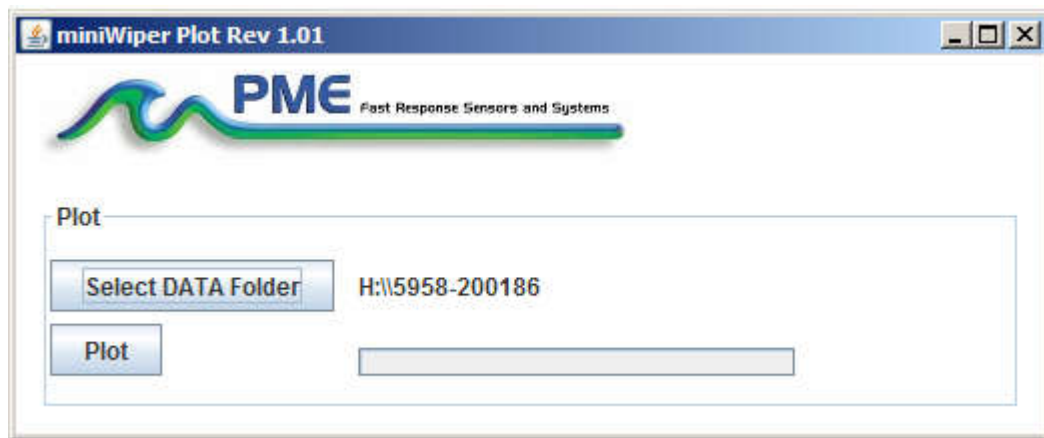 miniWiper Plot Rev 1.01
PME Fast Response Sensors and Systems
Plot
Select DATA Folder H:\\5958-200186
Plot